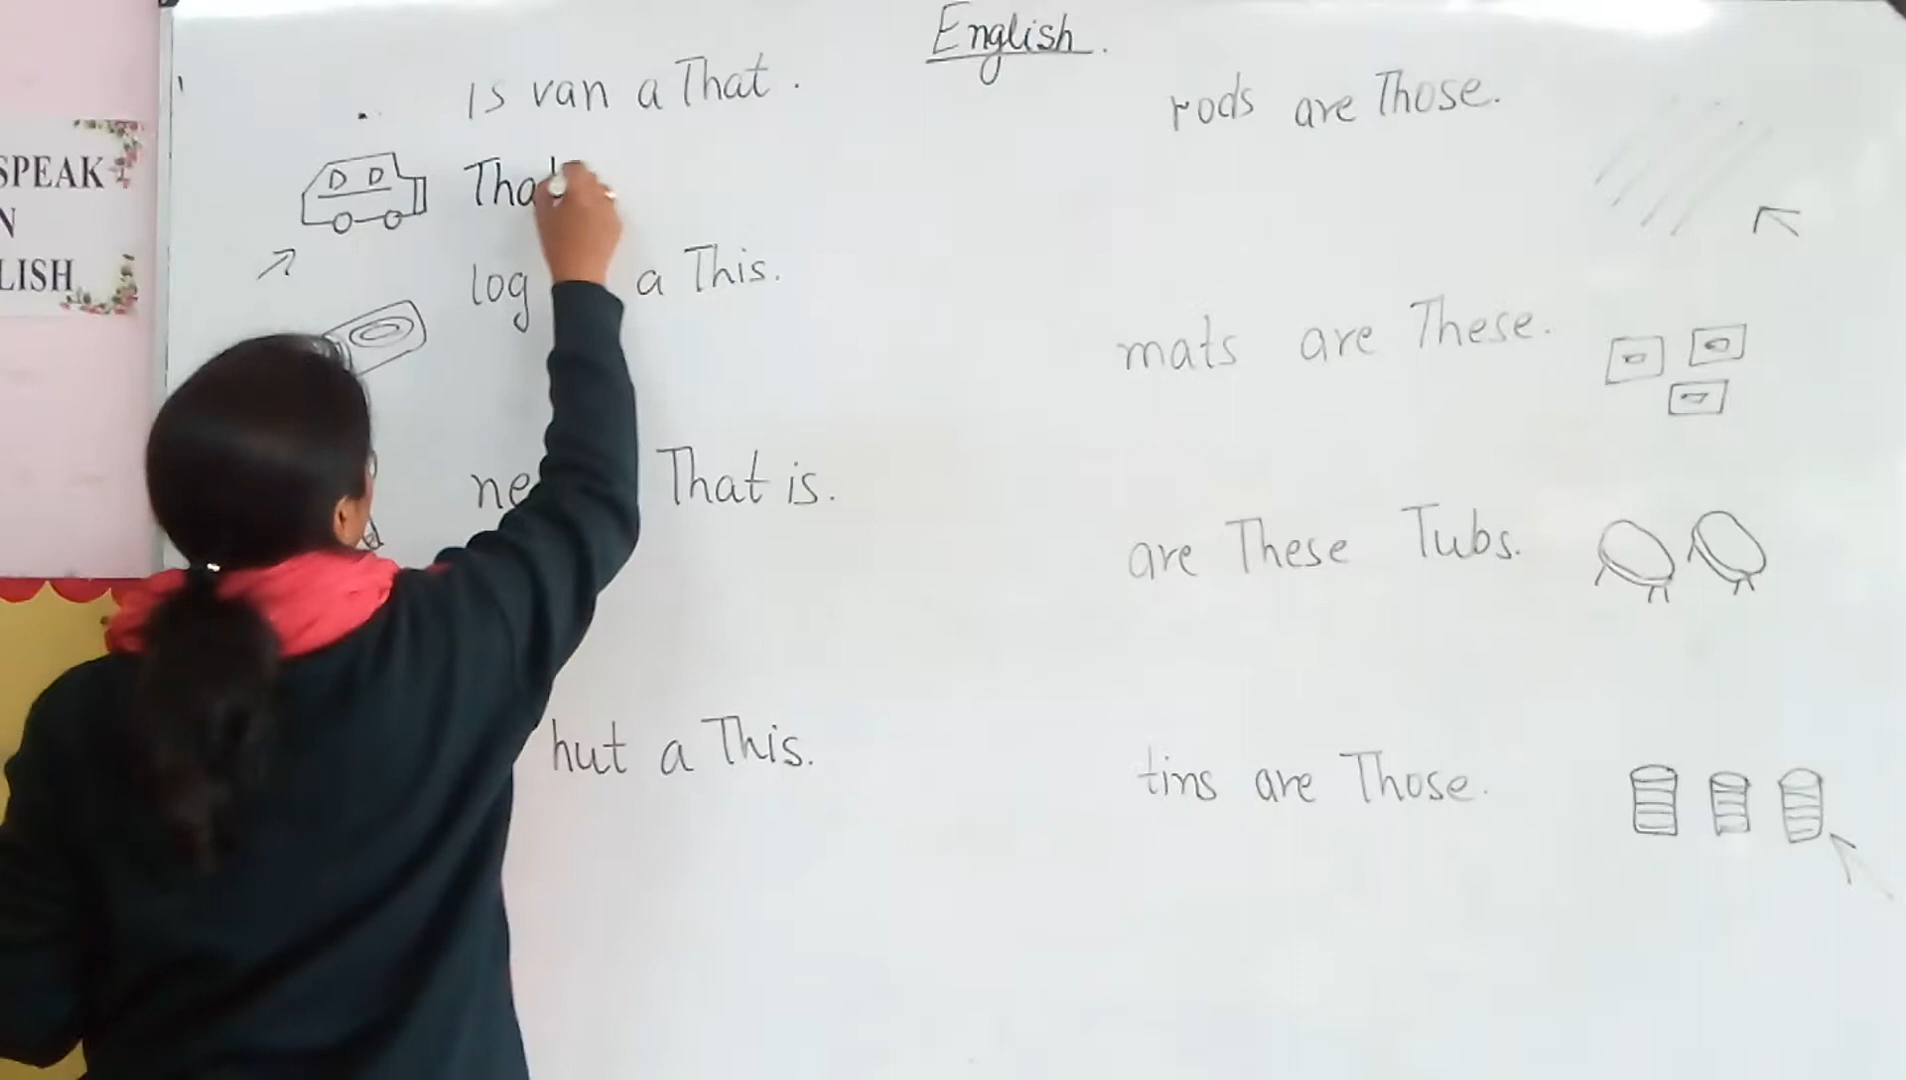 English.
SPEAK
N
LISH
is van a That.
That
log a This.
ne That is.
hut a This.
rods are Those.
mats are These.
are These Tubs.
tins are Those.